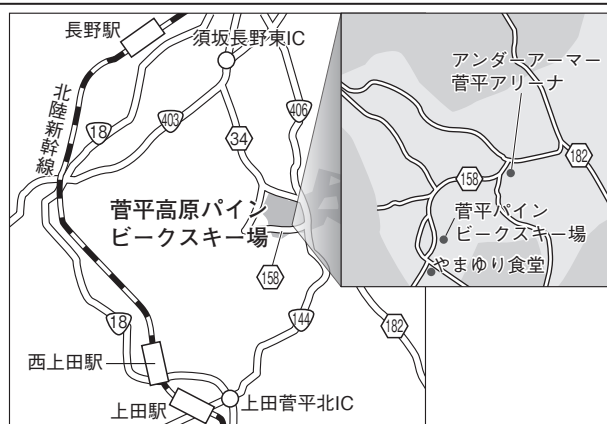 長野駅
須坂長野東IC
北陸新幹線
18
403
34
406
菅平高原パイン
ビークスキー場
158
18
144
182
西上田駅
上田駅
上田菅平北IC
アンダーアーマー
菅平アリーナ
182
158
菅平パイン
ビークスキー場
やまゆり食堂